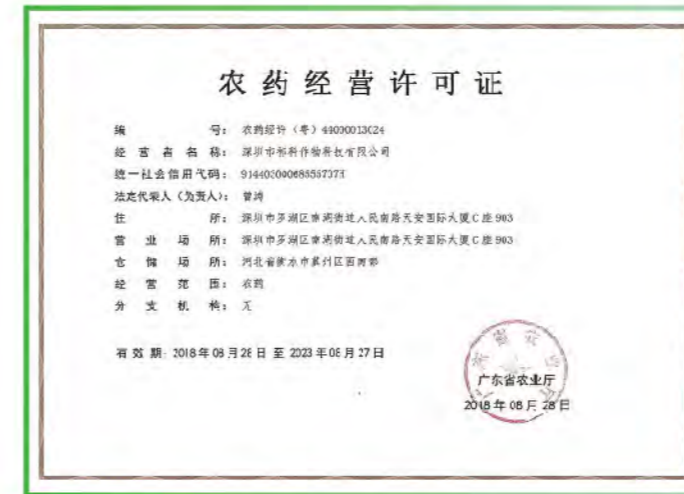 农药经营许可证
编 号： 农药经许（粤）44030013024
经 营 者 名 称： 深圳市 科作物科技有限公司
统一社会信用代码：
法定代表人（负责人）： 曾鸿
住 所： 深圳市罗湖区南湖街道人民南路天安国际大厦C座903
营 业 场 所： 深圳市罗湖区南湖街道人民南路天安国际大厦C座903
仓 储 场 所： 河北省衡水市冀州区西
经 营 范 围： 农药
分 支 机 构： 无
有 效 期: 2018年08月28日 至 2023年08月27日
广东省农业厅
2018年08月28日